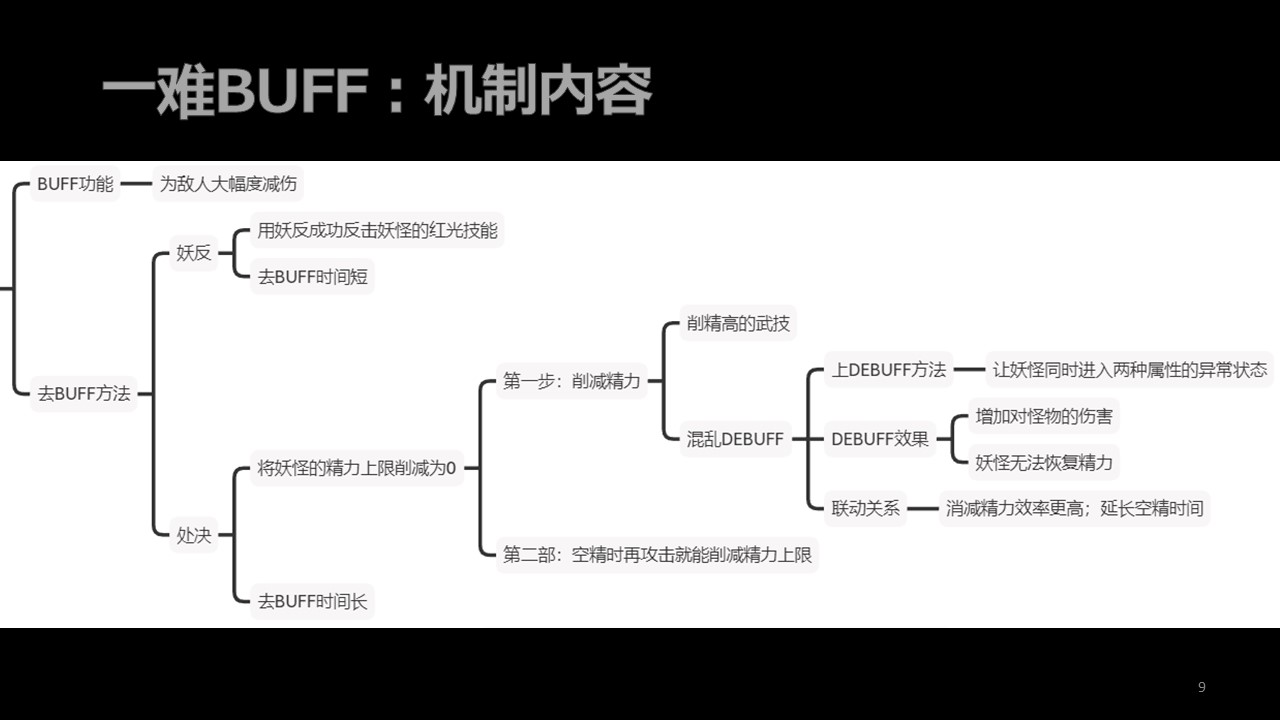 一难BUFF：机制内容
BUFF功能
为敌人大幅度减伤
去BUFF方法
妖反
用妖反成功反击妖怪的红光技能
去BUFF时间短
处决
将妖怪的精力上限削减为0
第一步：削减精力
削精高的武技
混乱DEBUFF
上DEBUFF方法
让妖怪同时进入两种属性的异常状态
DEBUFF效果
增加对怪物的伤害
妖怪无法恢复精力
联动关系
消减精力效率更高；延长空精时间
第二部：空精时再攻击就能削减精力上限
去BUFF时间长
9